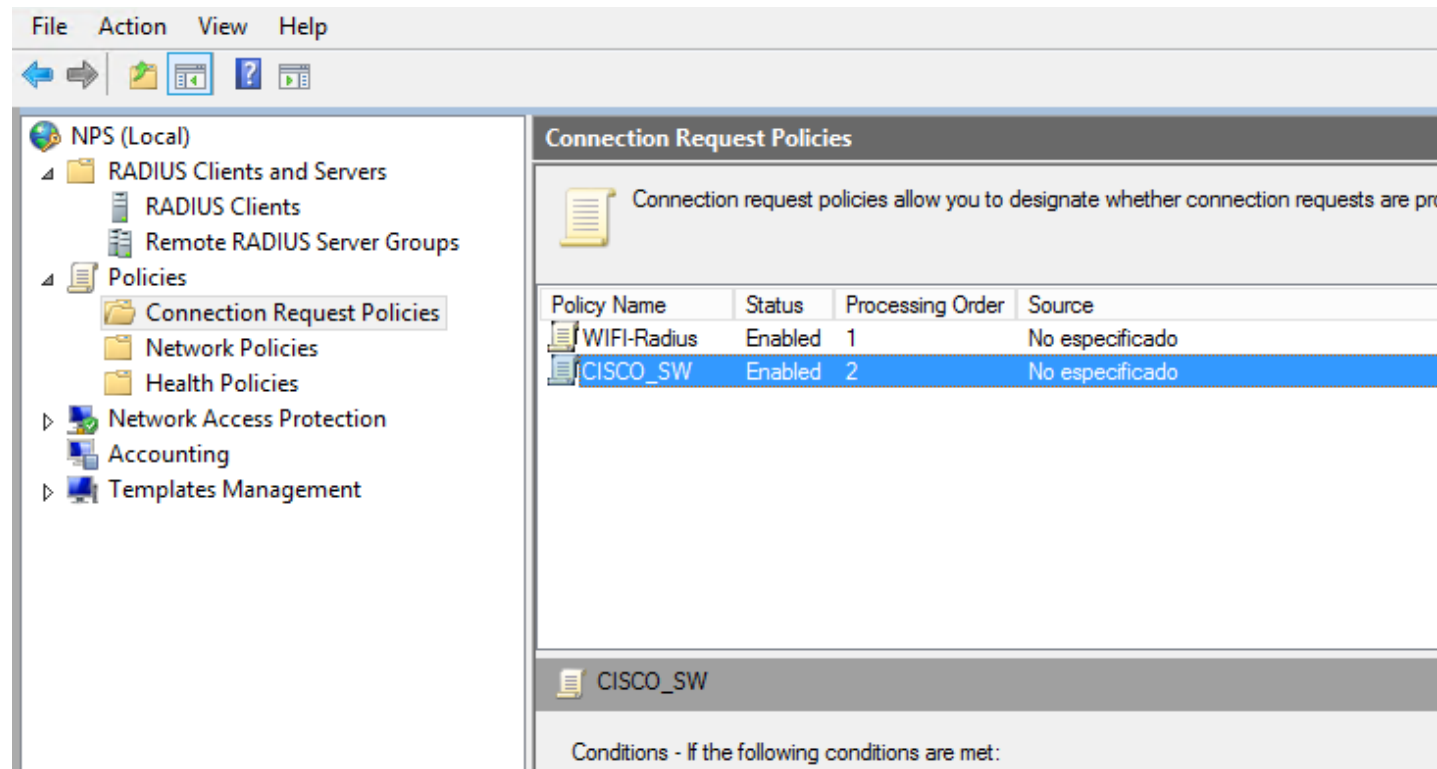 File Action View Help
NPS (Local)
RADIUS Clients and Servers
RADIUS Clients
Remote RADIUS Server Groups
Policies
Connection Request Policies
Network Policies
Health Policies
Network Access Protection
Accounting
Templates Management
Connection Request Policies
Connection request policies allow you to designate whether connection requests are pro
Policy Name Status Processing Order Source
WIFI-Radius Enabled 1 No especificado
CISCO_SW Enabled 2 No especificado
CISCO_SW
Conditions - If the following conditions are met: